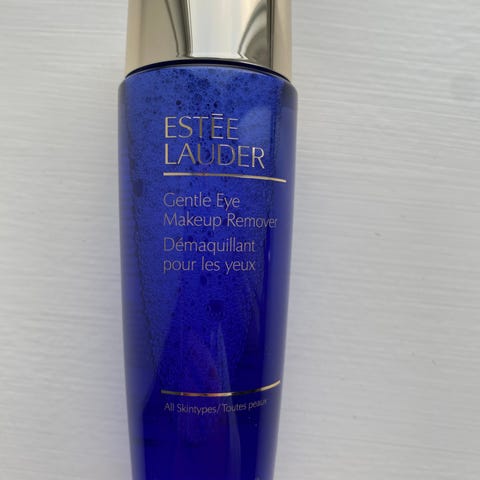 ESTĒE
LAUDER
Gentle Eye
Makeup Remover
Démaquillant
pour les yeux
All Skintypes/Toutes peaux